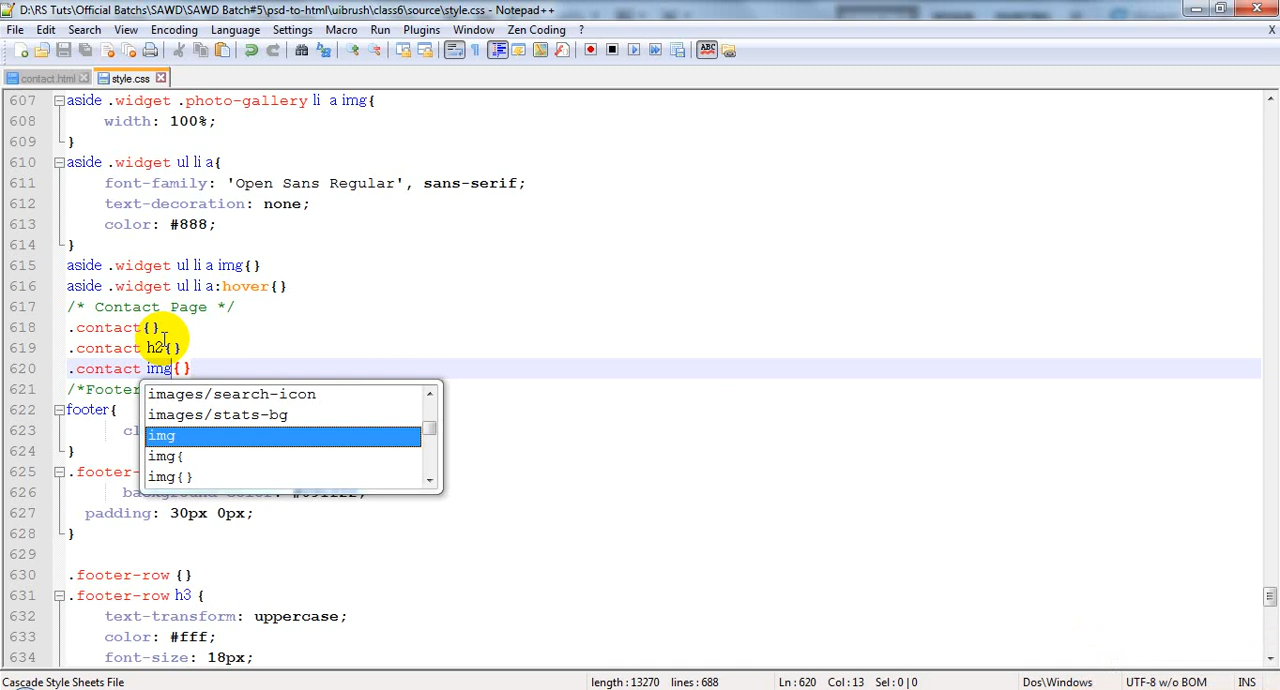 D:\RS Tuts\Official Batchs\SAWD\SAWD Batch#5\psd-to-html\uibrush\class6\source\style.css - Notepad++
File Edit Search View Encoding Language Settings Macro Run Plugins Window Zen Coding ? X
contact.html style.css
607 aside .widget .photo-gallery li a img{
608 width: 100%;
609 }
610 aside .widget ul li a{
611 font-family: 'Open Sans Regular', sans-serif;
612 text-decoration: none;
613 color: #888;
614 }
615 aside .widget ul li a img{}
616 aside .widget ul li a:hover{}
617 /* Contact Page */
618 .contact{}
619 .contact h2{}
620 .contact img{}
621 /*Footer
images/search-icon
622 footer{
images/stats-bg
623 cl
img
624 }
img{
625 .footer-
img{}
626
627 padding: 30px 0px;
628 }
629
630 .footer-row {}
631 .footer-row h3 {
632 text-transform: uppercase;
633 color: #fff;
634 font-size: 18px;
Cascade Style Sheets File length : 13270 lines : 688 Ln : 620 Col : 13 Sel : 0 | 0 Dos\Windows UTF-8 w/o BOM INS